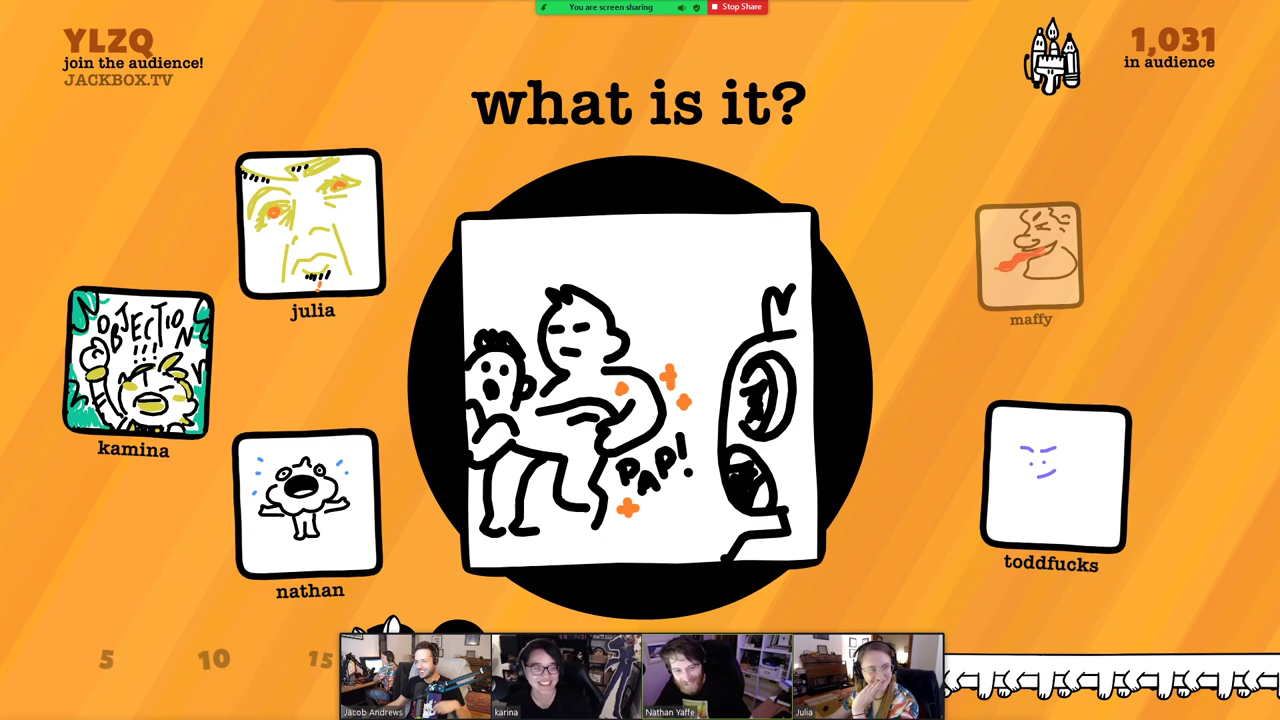 You are screen sharing
Stop Share
YLZQ
join the audience!
JACKBOX.TV
1,031
in audience
what is it?
julia
OBJECTION
!!!
kamina
nathan
PAP!
maffy
toddfucks
5 10 15
Jacob Andrews
karina
Nathan Yaffe
Julia